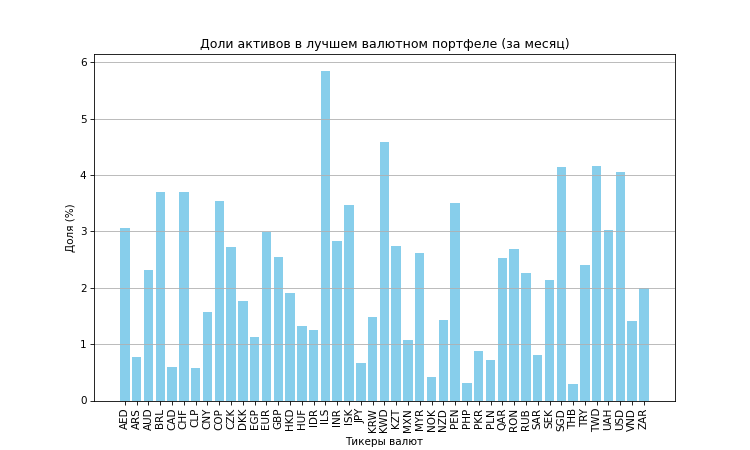 Доли активов в лучшем валютном портфеле (за месяц)
Доля (%)
6
5
4
3
2
1
0
AED ARS AUD BRL CAD CHF CLP CNY COP CZK DKK EGP EUR GBP HKD HUF IDR ILS INR ISK JPY KRW KWD KZT MXN MYR NOK NZD PEN PHP PKR PLN QAR RON RUB SAR SEK SGD THB TRY TWD UAH USD VND ZAR
Тикеры валют